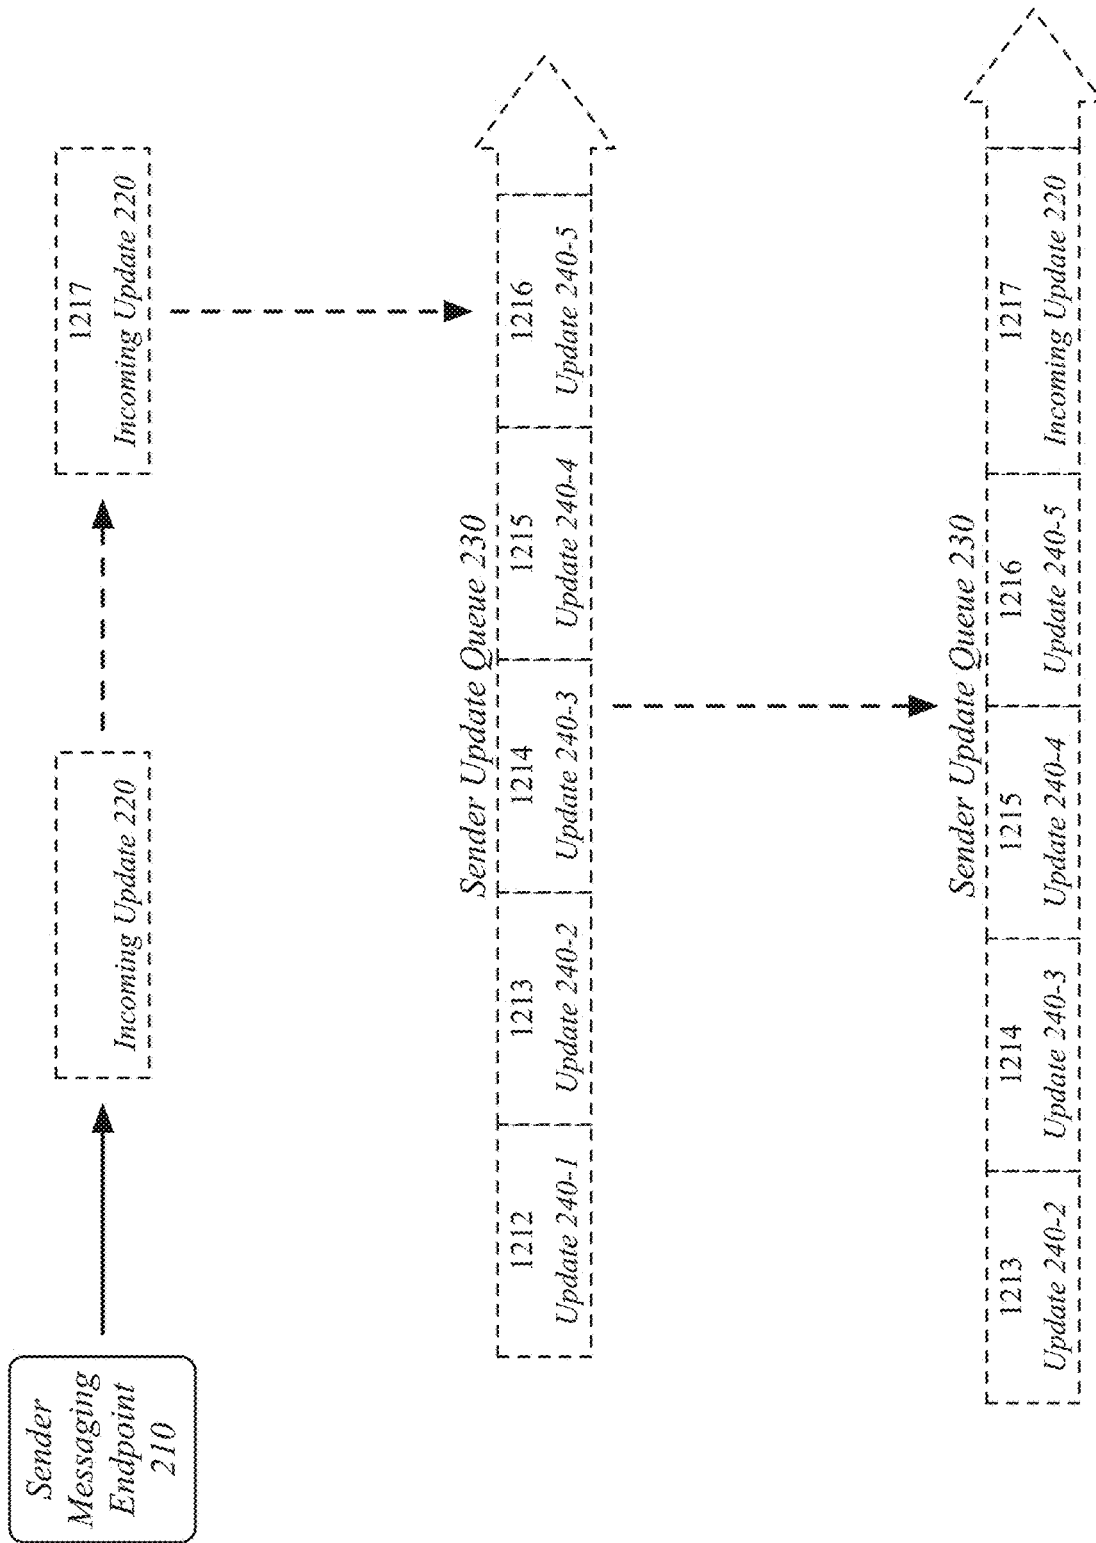 Sender
Messaging
Endpoint
210
Incoming Update 220
1217
Incoming Update 220
Sender Update Queue 230
1212
Update 240-1
1213
Update 240-2
1214
Update 240-3
1215
Update 240-4
1216
Update 240-5
Sender Update Queue 230
1213
Update 240-2
1214
Update 240-3
1215
Update 240-4
1216
Update 240-5
1217
Incoming Update 220